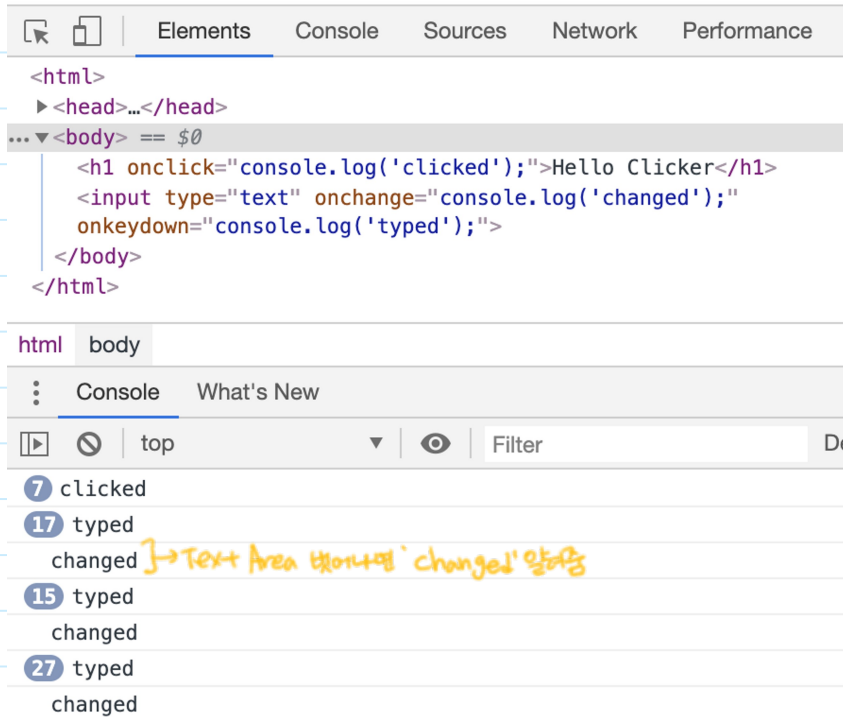 Elements Console Sources Network Performance
<html>
<head>…</head>
<body> == $0
<h1 onclick="console.log('clicked');">Hello Clicker</h1>
<input type="text" onchange="console.log('changed');"
onkeydown="console.log('typed');">
</body>
</html>
html body
Console What's New
top Filter De
7 clicked
17 typed
changed → Text Area 벗어나면 'changed' 알려줌
15 typed
changed
27 typed
changed